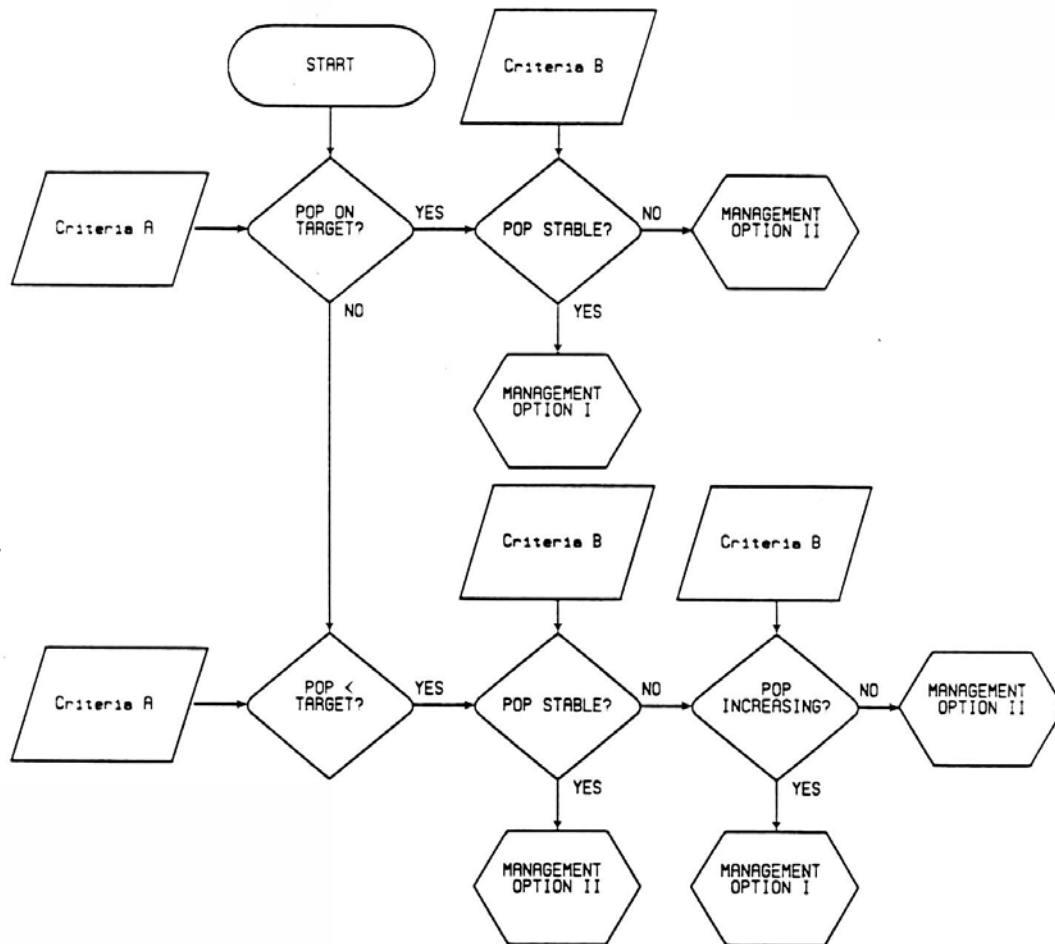 START
Criteria B
Criteria A
POP ON
TARGET?
YES
POP STABLE?
NO
MANAGEMENT
OPTION II
NO
YES
MANAGEMENT
OPTION I
Criteria B
Criteria B
Criteria A
POP <
TARGET?
YES
POP STABLE?
NO
POP
INCREASING?
NO
MANAGEMENT
OPTION II
YES
YES
MANAGEMENT
OPTION II
MANAGEMENT
OPTION I